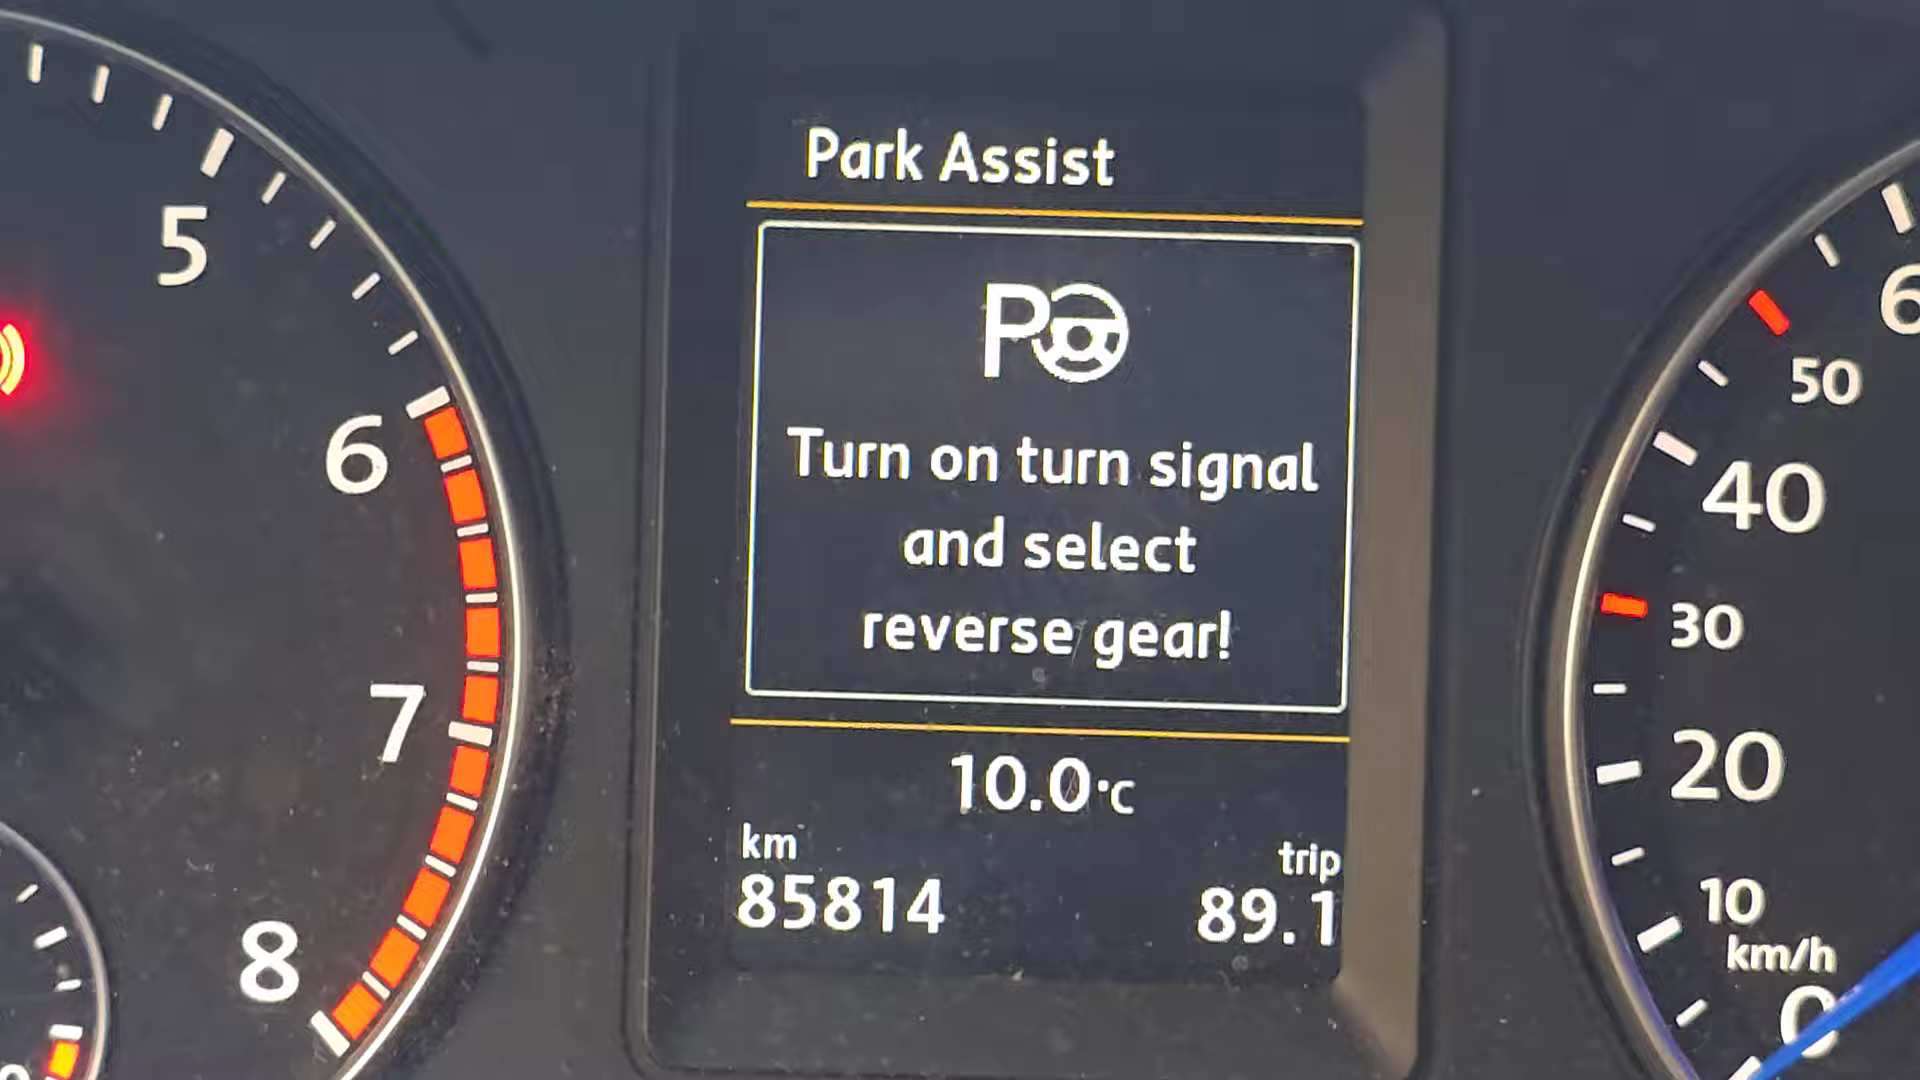 Park Assist
P
Turn on turn signal
and select
reverse gear!
10.0°C
km
85814
trip
89.1
5
6
7
8
50
40
30
20
10
km/h
0